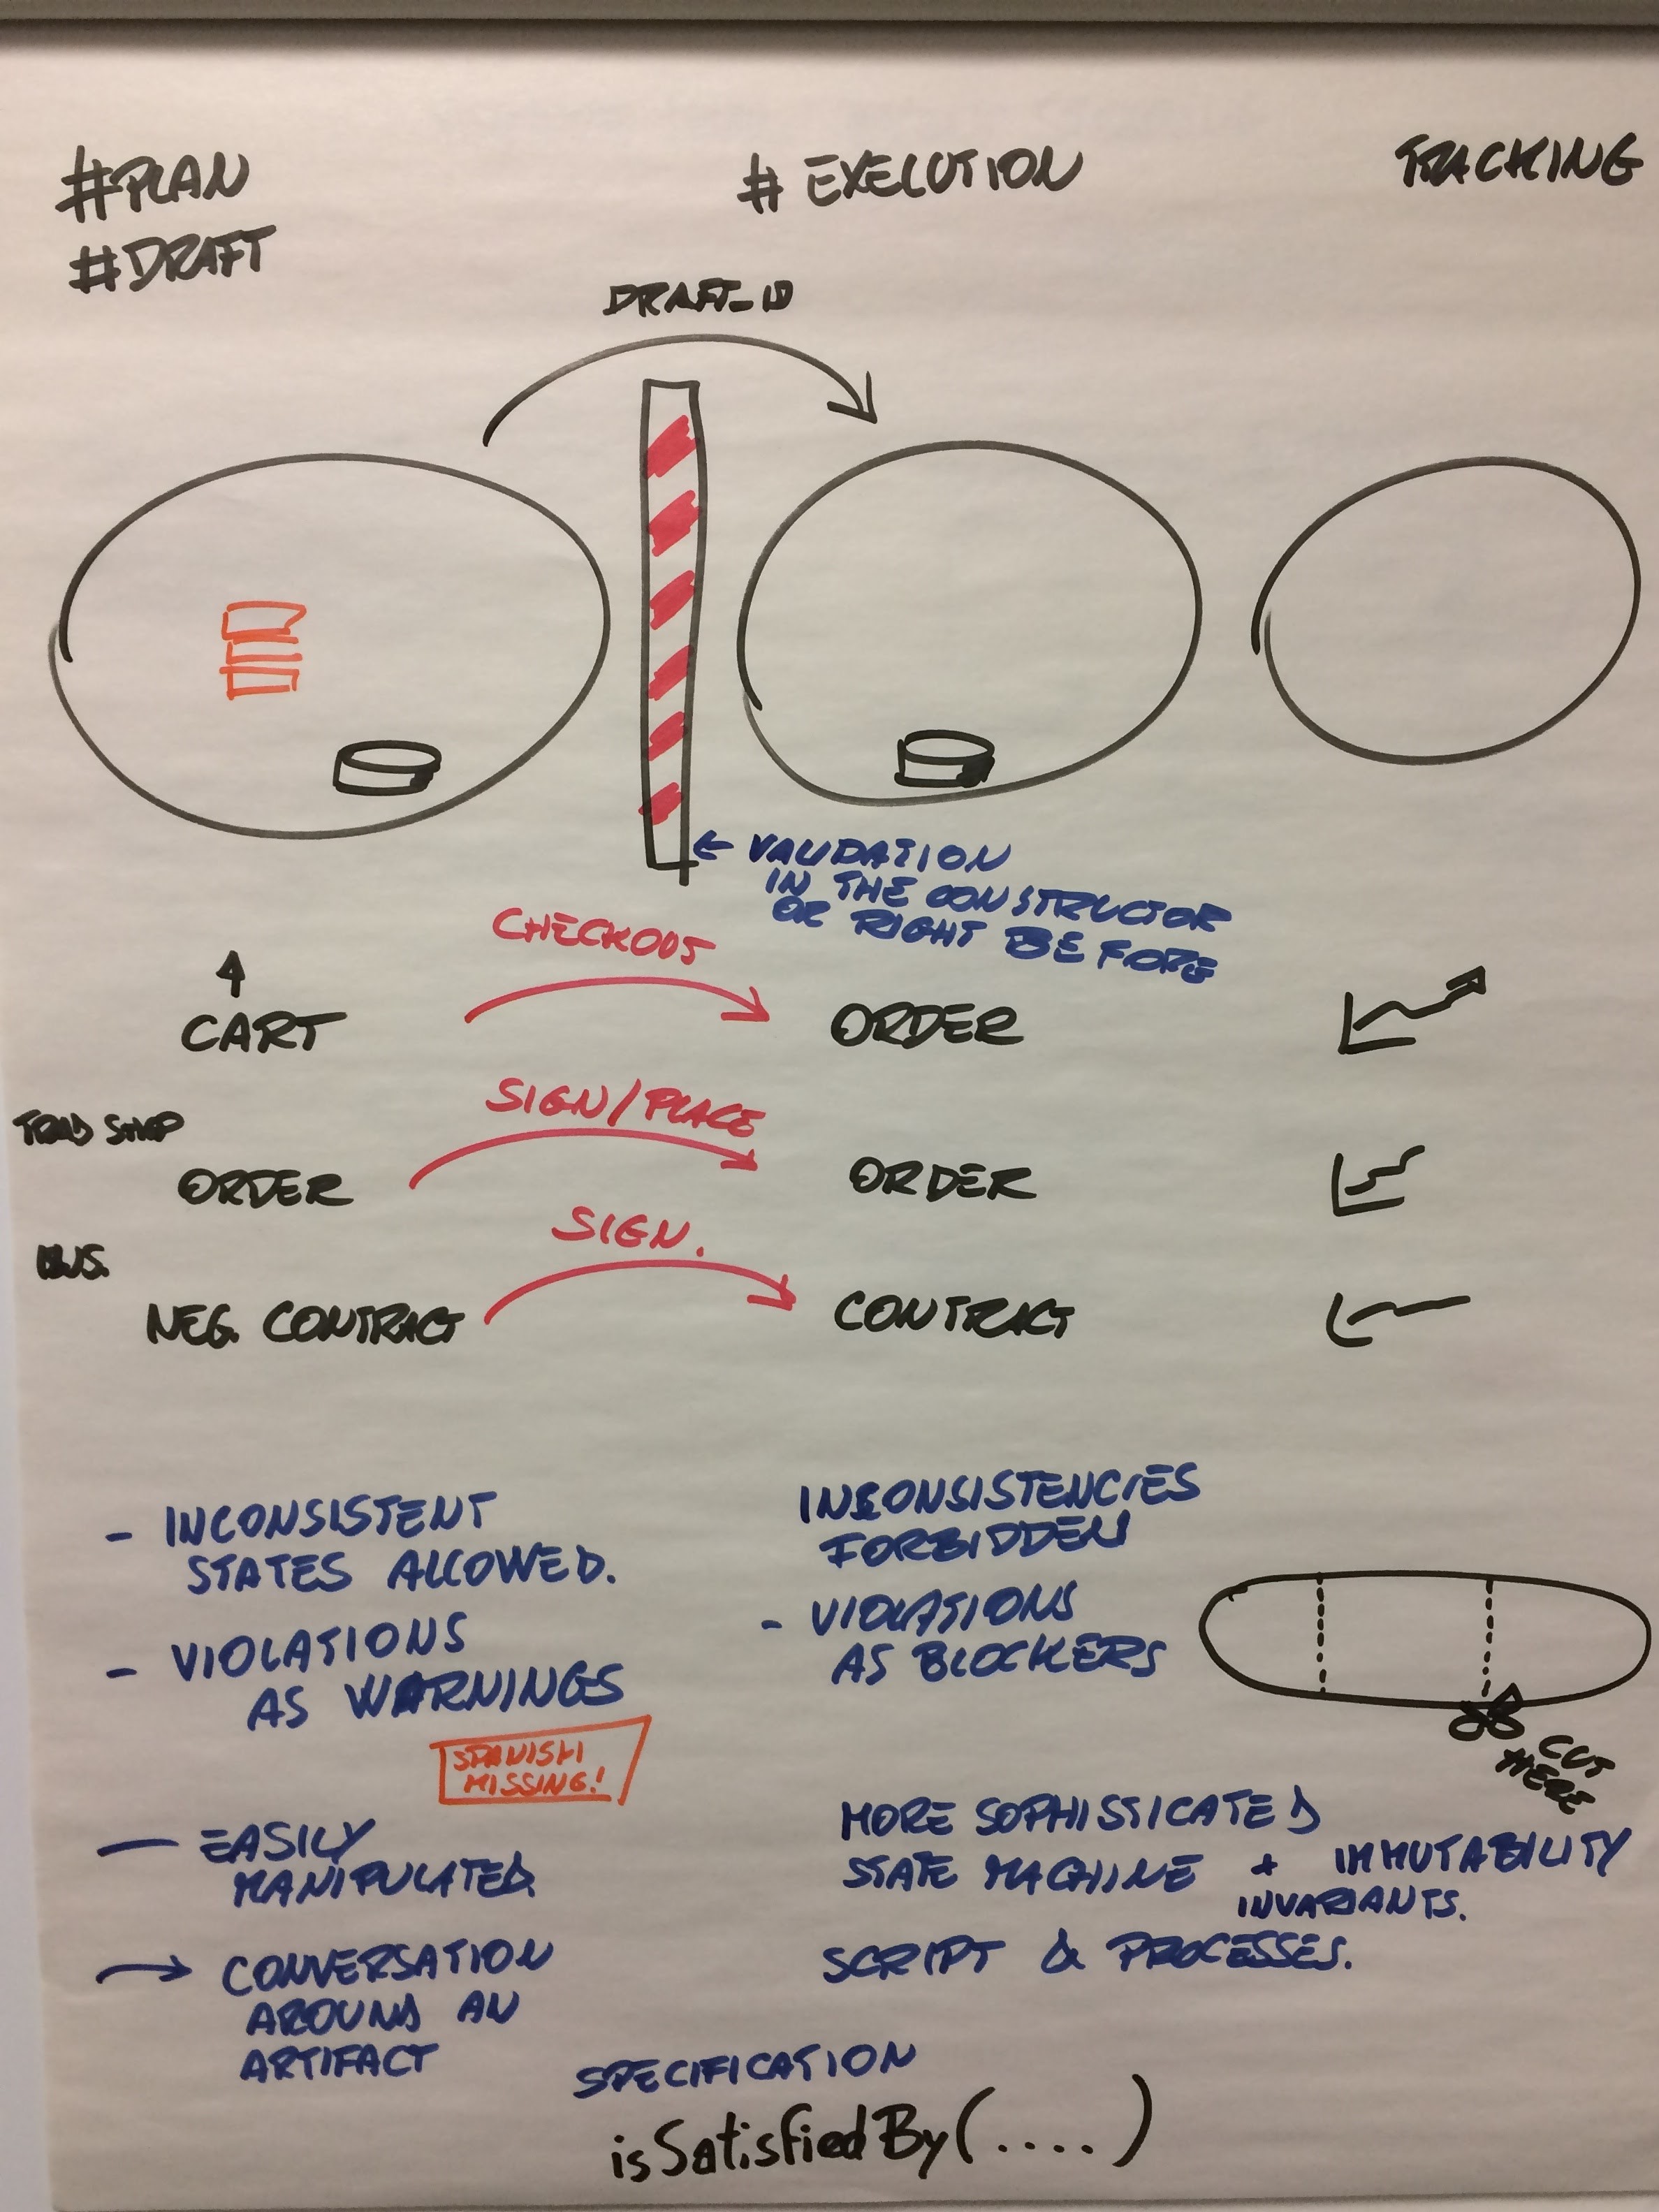 #PLAN
#DRAFT
# EXECUTION
TRACKING
DRAFT_ID
← VALIDATION
IN THE CONSTRUCTOR
OR RIGHT BEFORE
CHECKOUT
CART
ORDER
SIGN/PLACE
TRAD SHOP
ORDER
ORDER
SIGN.
BUS.
NEG. CONTRACT
CONTRACT
- INCONSISTENT
STATES ALLOWED.
- VIOLATIONS
AS WARNINGS
SPANISH
MISSING!
— EASILY
MANIPULATED.
→ CONVERSATION
AROUND AN
ARTIFACT
INCONSISTENCIES
FORBIDDEN
- VIOLATIONS
AS BLOCKERS
CUT
HERE
MORE SOPHISTICATED
STATE MACHINE + IMMUTABILITY
INVARIANTS.
SCRIPT & PROCESSES.
SPECIFICATION
isSatisfiedBy(....)